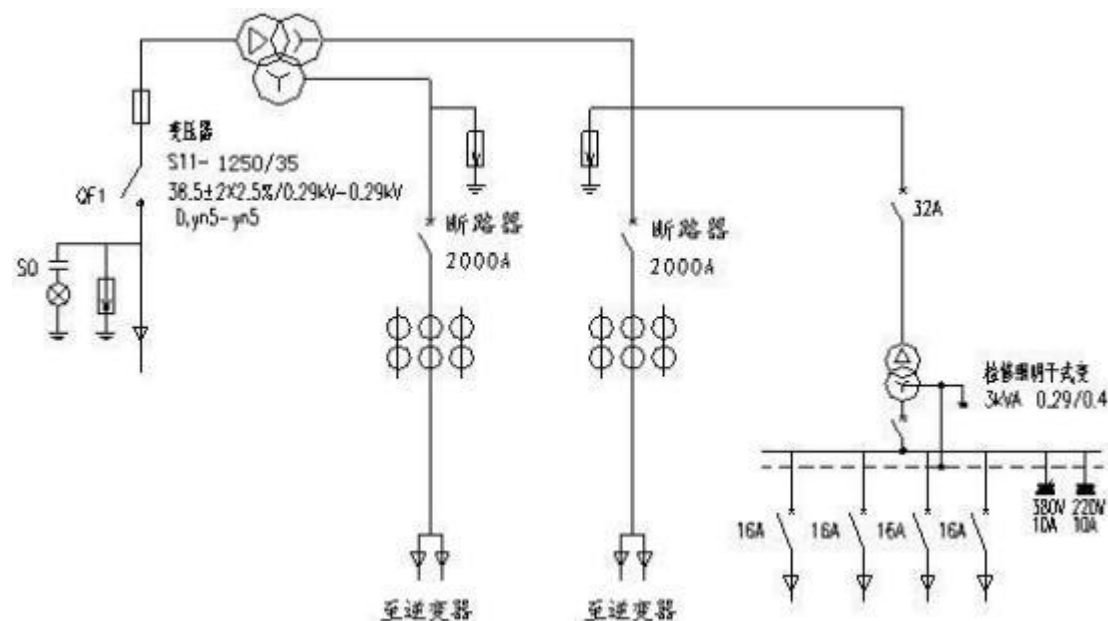 变压器
S11- 1250/35
38.5±2X2.5%/0.29kV-0.29kV
D,yn5-yn5
QF1
S0
断路器
2000A
断路器
2000A
32A
检修照明干式变
3kVA 0.29/0.4
16A
16A
16A
16A
380V
10A
220V
10A
至逆变器
至逆变器